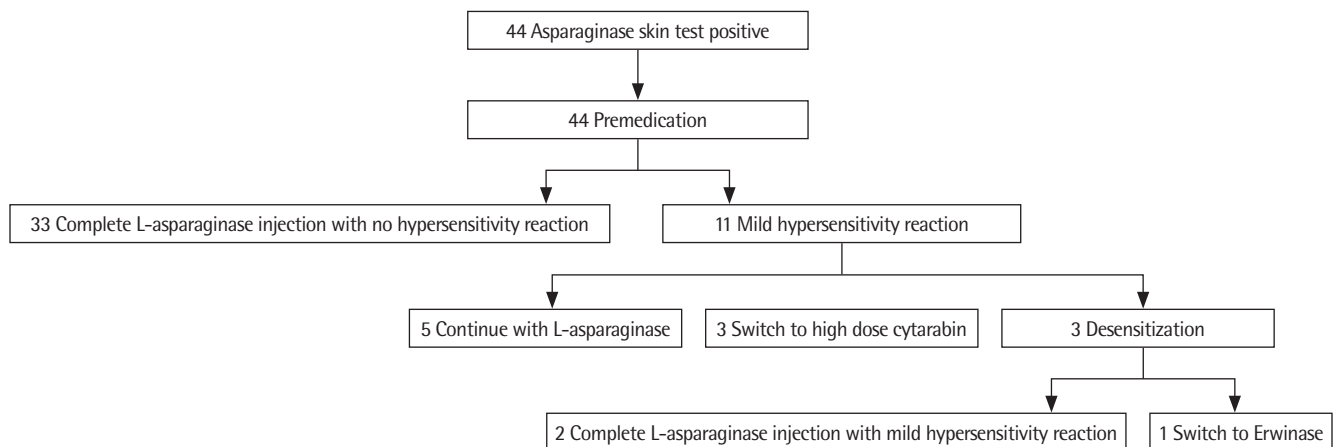 44 Asparaginase skin test positive
44 Premedication
33 Complete L-asparaginase injection with no hypersensitivity reaction
11 Mild hypersensitivity reaction
5 Continue with L-asparaginase
3 Switch to high dose cytarabin
3 Desensitization
2 Complete L-asparaginase injection with mild hypersensitivity reaction
1 Switch to Erwinase